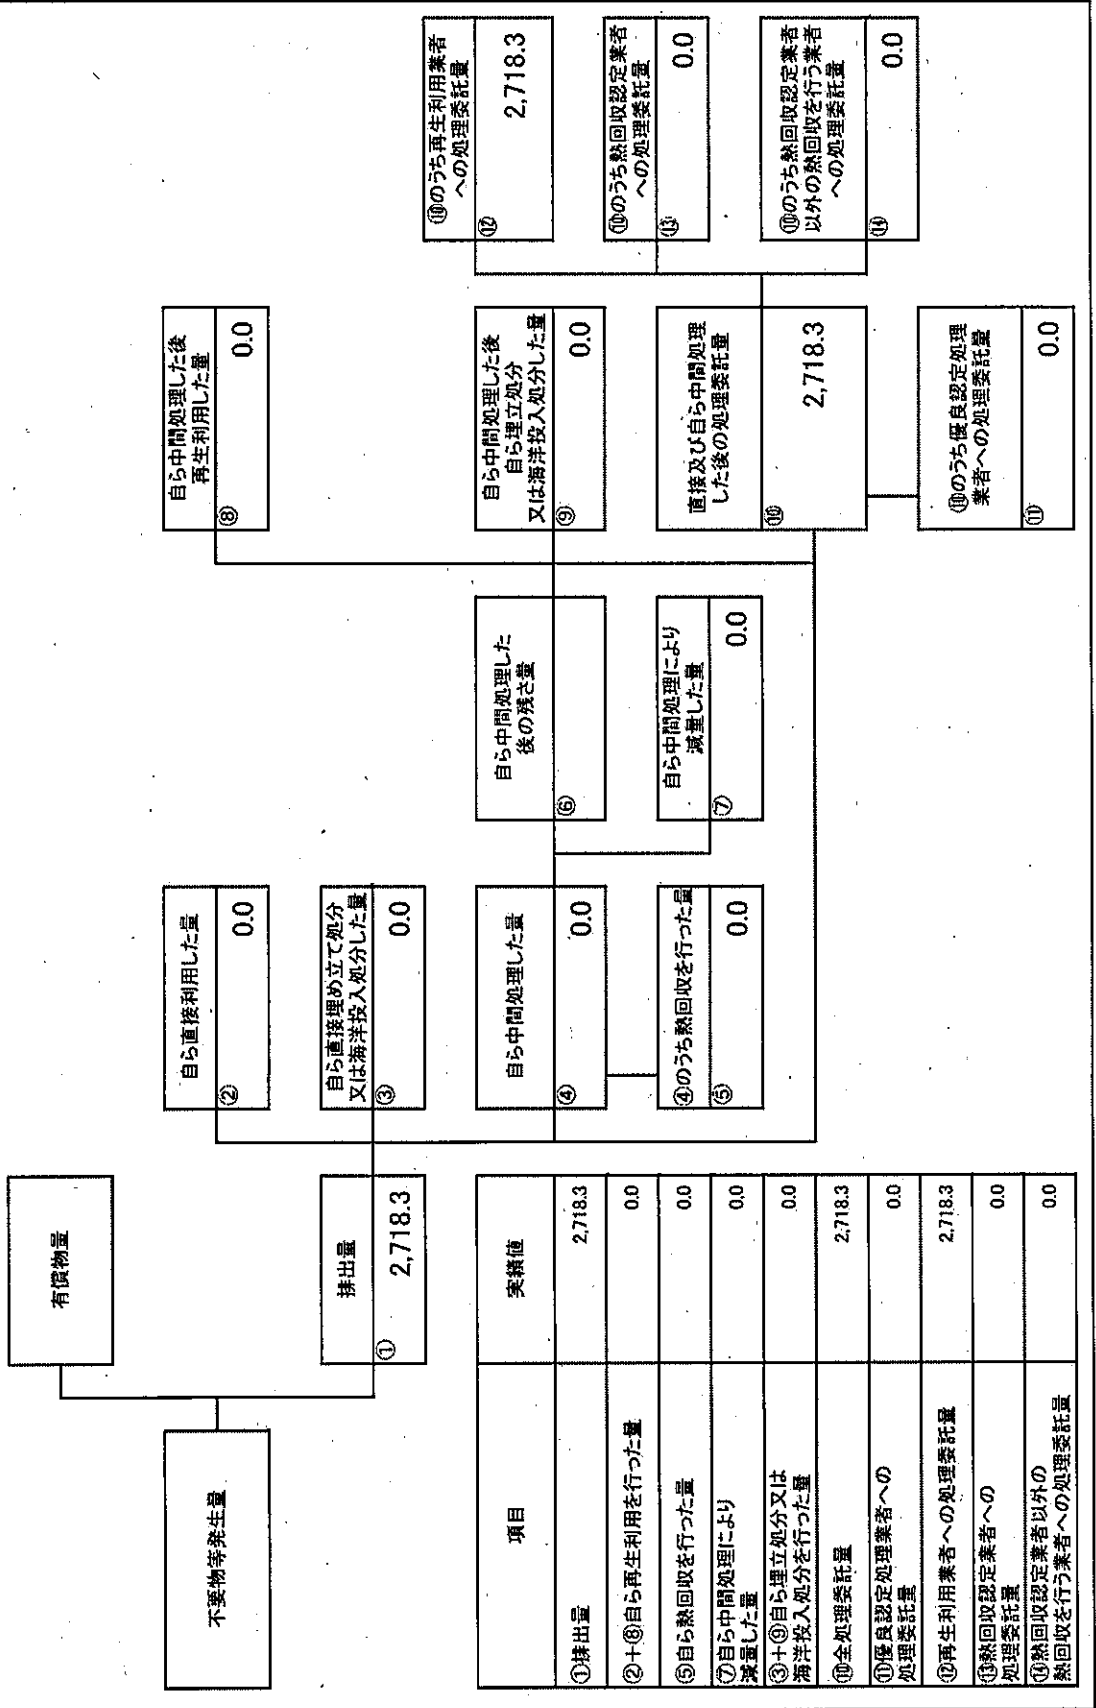 不要物等発生量
有償物量
排出量
①
2,718.3
自ら直接利用した量
②
0.0
自ら直接埋め立て処分
又は海洋投入処分した量
③
0.0
自ら中間処理した量
④
0.0
④のうち熱回収を行った量
⑤
0.0
自ら中間処理した
後の残さ量
⑥
自ら中間処理により
減量した量
⑦
0.0
自ら中間処理した後
再生利用した量
⑧
0.0
自ら中間処理した後
自ら埋立処分
又は海洋投入処分した量
⑨
0.0
直接及び自ら中間処理
した後の処理委託量
⑩
2,718.3
⑩のうち優良認定処理
業者への処理委託量
⑪
0.0
⑩のうち再生利用業者
への処理委託量
⑫
2,718.3
⑩のうち熱回収認定業者
への処理委託量
⑬
0.0
⑩のうち熱回収認定業者
以外の熱回収を行う業者
への処理委託量
⑭
0.0
項目 実績値
①排出量 2,718.3
②+⑧自ら再生利用を行った量 0.0
⑤自ら熱回収を行った量 0.0
⑦自ら中間処理により
減量した量 0.0
③+⑨自ら埋立処分又は
海洋投入処分を行った量 0.0
⑩全処理委託量 2,718.3
⑪優良認定処理業者への
処理委託量 0.0
⑫再生利用業者への処理委託量 2,718.3
⑬熱回収認定業者への
処理委託量 0.0
⑭熱回収認定業者以外の
熱回収を行う業者への処理委託量 0.0